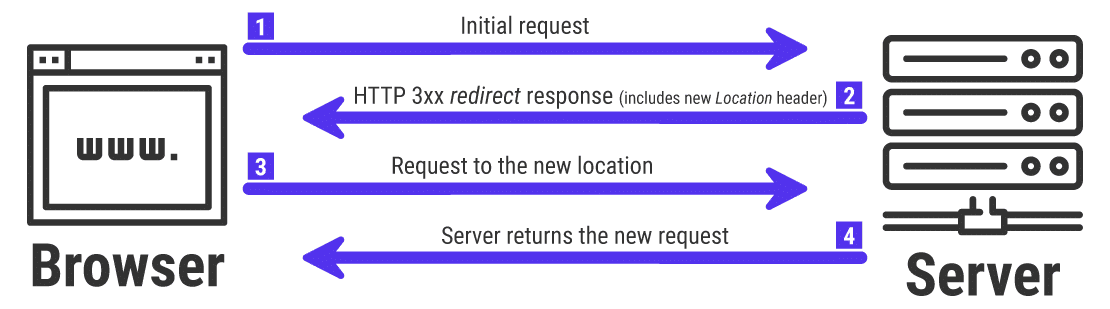 1 Initial request
HTTP 3xx redirect response (includes new Location header) 2
www.
3 Request to the new location
Server returns the new request 4
Browser
Server